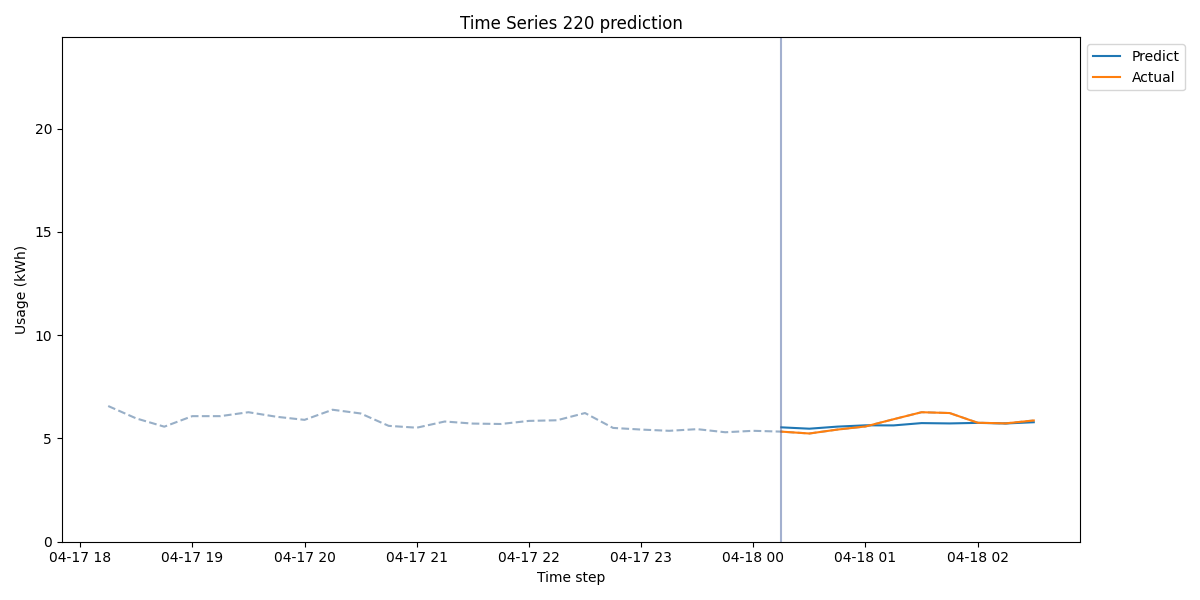 Time Series 220 prediction
Predict
Actual
20
15
10
5
0
Usage (kWh)
04-17 18
04-17 19
04-17 20
04-17 21
04-17 22
04-17 23
04-18 00
04-18 01
04-18 02
Time step